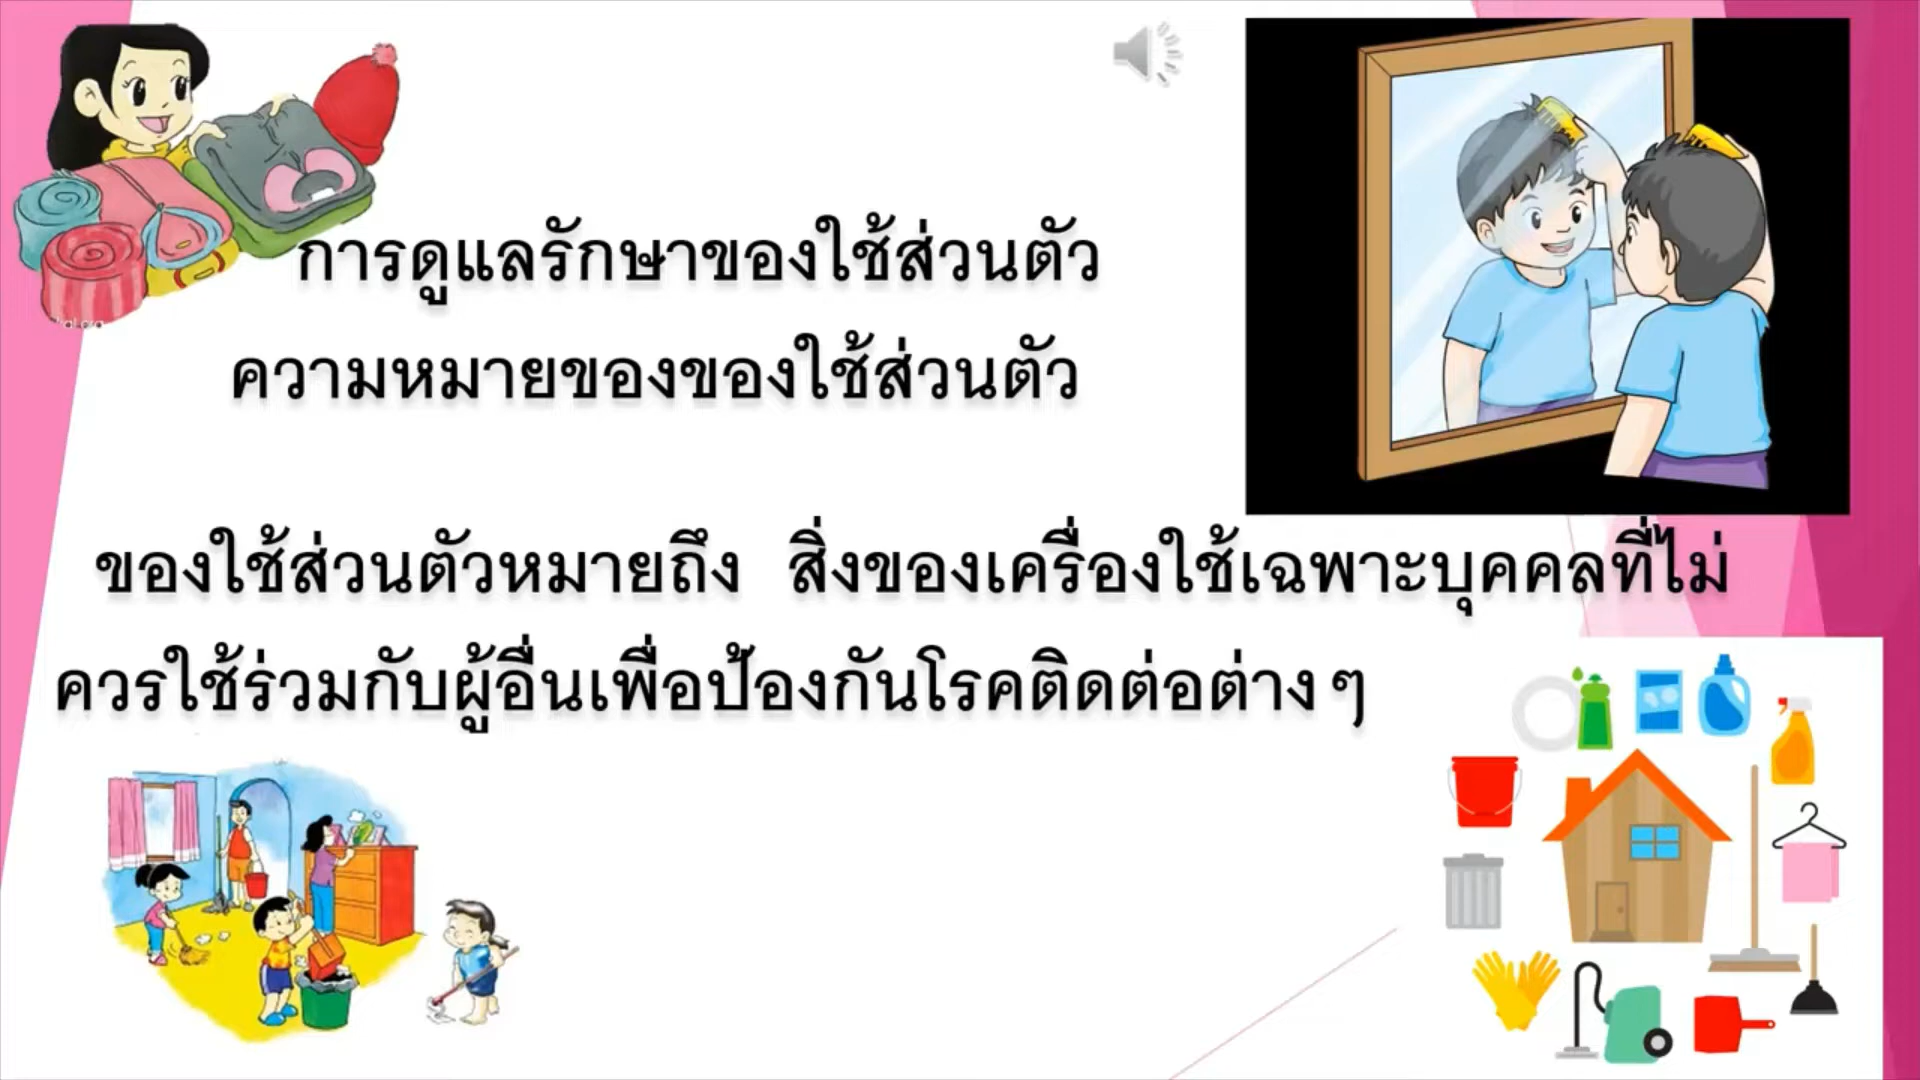 การดูแลรักษาของใช้ส่วนตัว
ความหมายของของใช้ส่วนตัว
ของใช้ส่วนตัวหมายถึง สิ่งของเครื่องใช้เฉพาะบุคคลที่ไม่
ควรใช้ร่วมกับผู้อื่นเพื่อป้องกันโรคติดต่อต่างๆ